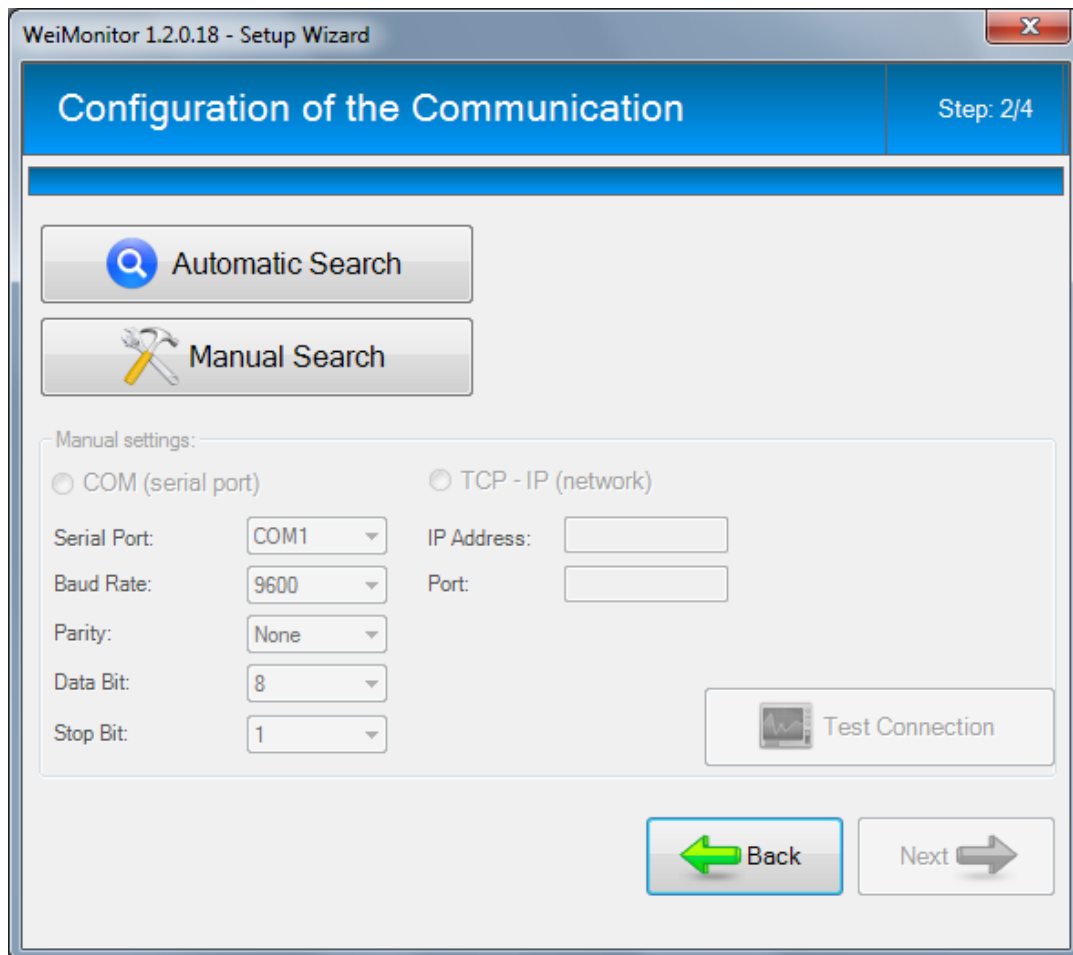 WeiMonitor 1.2.0.18 - Setup Wizard
x
Configuration of the Communication
Step: 2/4
Automatic Search
Manual Search
Manual settings:
COM (serial port)
TCP - IP (network)
Serial Port:
COM1
IP Address:
Baud Rate:
9600
Port:
Parity:
None
Data Bit:
8
Stop Bit:
1
Test Connection
Back
Next